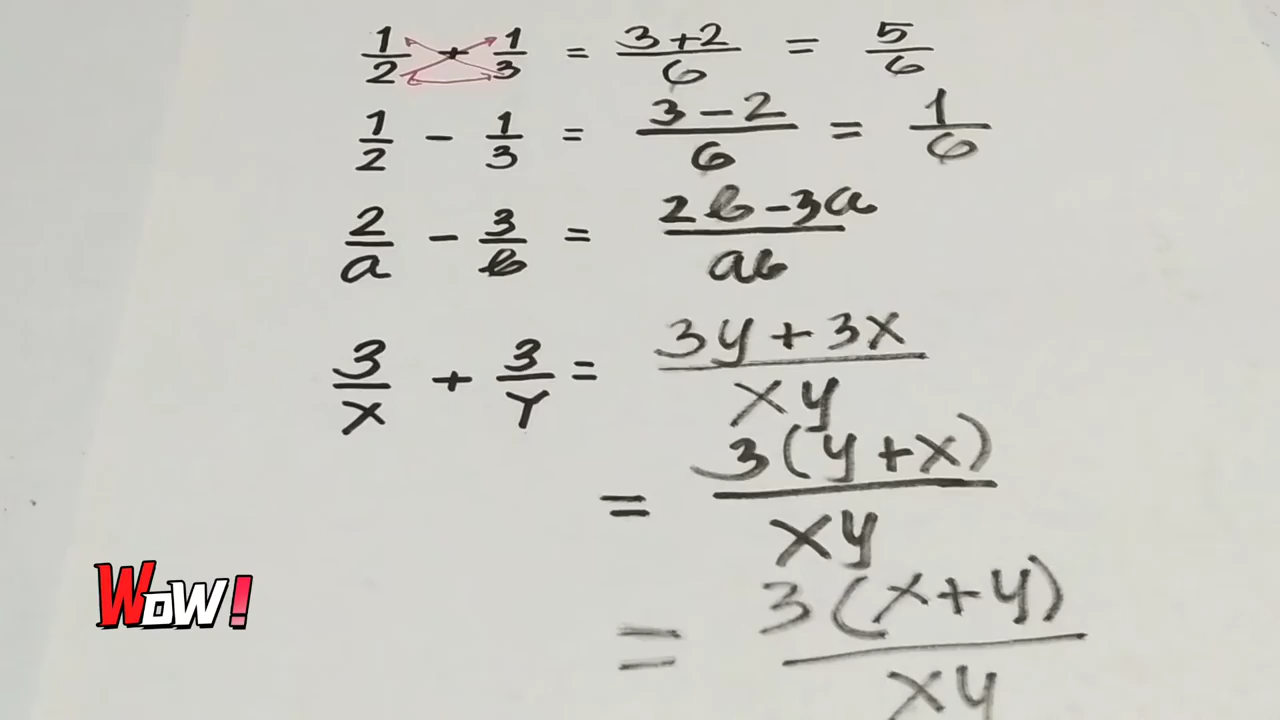 1/2 + 1/3 = 3+2/6 = 5/6
1/2 - 1/3 = 3-2/6 = 1/6
2/a - 3/b = 2b-3a/ab
3/x + 3/Y = 3y+3x/xy
= 3(y+x)/xy
= 3(x+y)/xy
WOW!